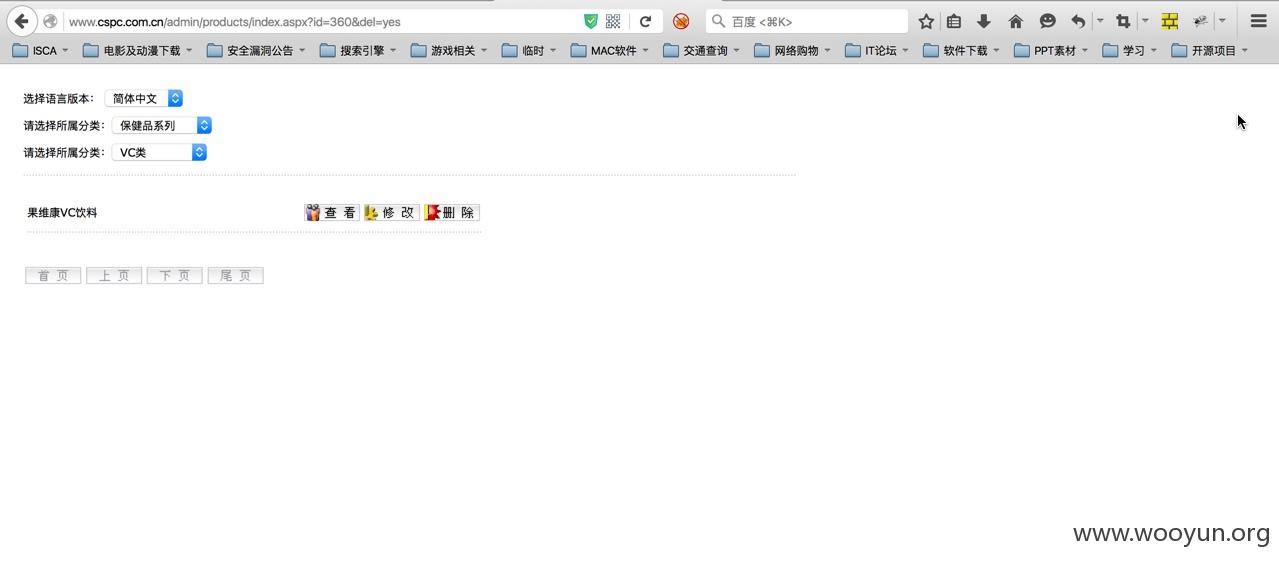 www.cspc.com.cn/admin/products/index.aspx?id=360&del=yes
百度 <⌘K>
ISCA 电影及动漫下载 安全漏洞公告 搜索引擎 游戏相关 临时 MAC软件 交通查询 网络购物 IT论坛 软件下载 PPT素材 学习 开源项目
选择语言版本: 简体中文
请选择所属分类: 保健品系列
请选择所属分类: VC类
果维康VC饮料 查 看 修 改 删 除
首 页 上 页 下 页 尾 页
www.wooyun.org